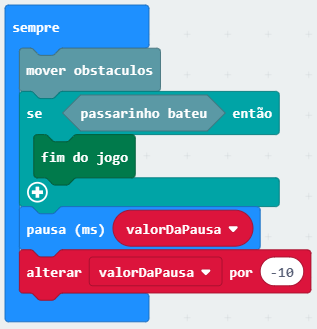 sempre
mover obstaculos
se passarinho bateu então
fim do jogo
pausa (ms) valorDaPausa
alterar valorDaPausa por -10